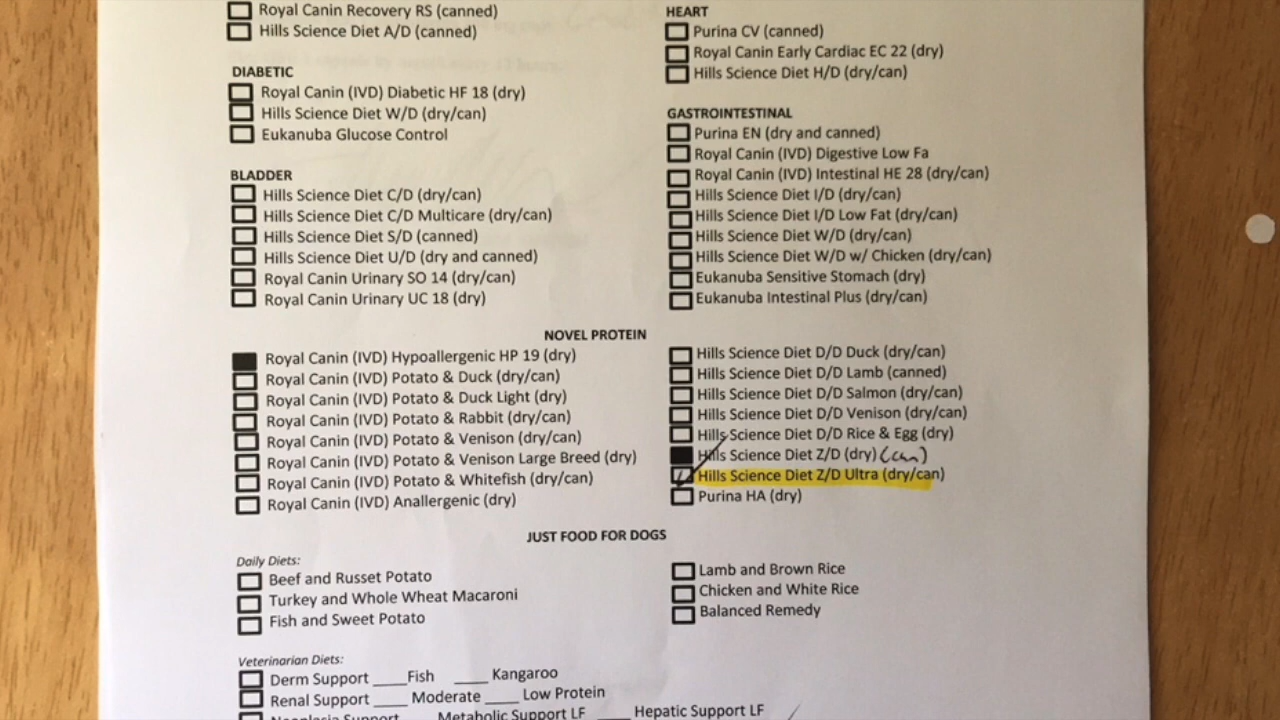 Royal Canin Recovery RS (canned)
Hills Science Diet A/D (canned)
DIABETIC
Royal Canin (IVD) Diabetic HF 18 (dry)
Hills Science Diet W/D (dry/can)
Eukanuba Glucose Control
BLADDER
Hills Science Diet C/D (dry/can)
Hills Science Diet C/D Multicare (dry/can)
Hills Science Diet S/D (canned)
Hills Science Diet U/D (dry and canned)
Royal Canin Urinary SO 14 (dry/can)
Royal Canin Urinary UC 18 (dry)
HEART
Purina CV (canned)
Royal Canin Early Cardiac EC 22 (dry)
Hills Science Diet H/D (dry/can)
GASTROINTESTINAL
Purina EN (dry and canned)
Royal Canin (IVD) Digestive Low Fa
Royal Canin (IVD) Intestinal HE 28 (dry/can)
Hills Science Diet I/D (dry/can)
Hills Science Diet I/D Low Fat (dry/can)
Hills Science Diet W/D (dry/can)
Hills Science Diet W/D w/ Chicken (dry/can)
Eukanuba Sensitive Stomach (dry)
Eukanuba Intestinal Plus (dry/can)
NOVEL PROTEIN
Royal Canin (IVD) Hypoallergenic HP 19 (dry)
Royal Canin (IVD) Potato & Duck (dry/can)
Royal Canin (IVD) Potato & Duck Light (dry)
Royal Canin (IVD) Potato & Rabbit (dry/can)
Royal Canin (IVD) Potato & Venison (dry/can)
Royal Canin (IVD) Potato & Venison Large Breed (dry)
Royal Canin (IVD) Potato & Whitefish (dry/can)
Royal Canin (IVD) Anallergenic (dry)
Hills Science Diet D/D Duck (dry/can)
Hills Science Diet D/D Lamb (canned)
Hills Science Diet D/D Salmon (dry/can)
Hills Science Diet D/D Venison (dry/can)
Hills Science Diet D/D Rice & Egg (dry)
Hills Science Diet Z/D (dry) (can)
Hills Science Diet Z/D Ultra (dry/can)
Purina HA (dry)
JUST FOOD FOR DOGS
Daily Diets:
Beef and Russet Potato
Turkey and Whole Wheat Macaroni
Fish and Sweet Potato
Lamb and Brown Rice
Chicken and White Rice
Balanced Remedy
Veterinarian Diets:
Derm Support ____Fish ____ Kangaroo
Renal Support ____ Moderate ____ Low Protein
Neoplasia Support ____ Metabolic Support LF ____ Hepatic Support LF